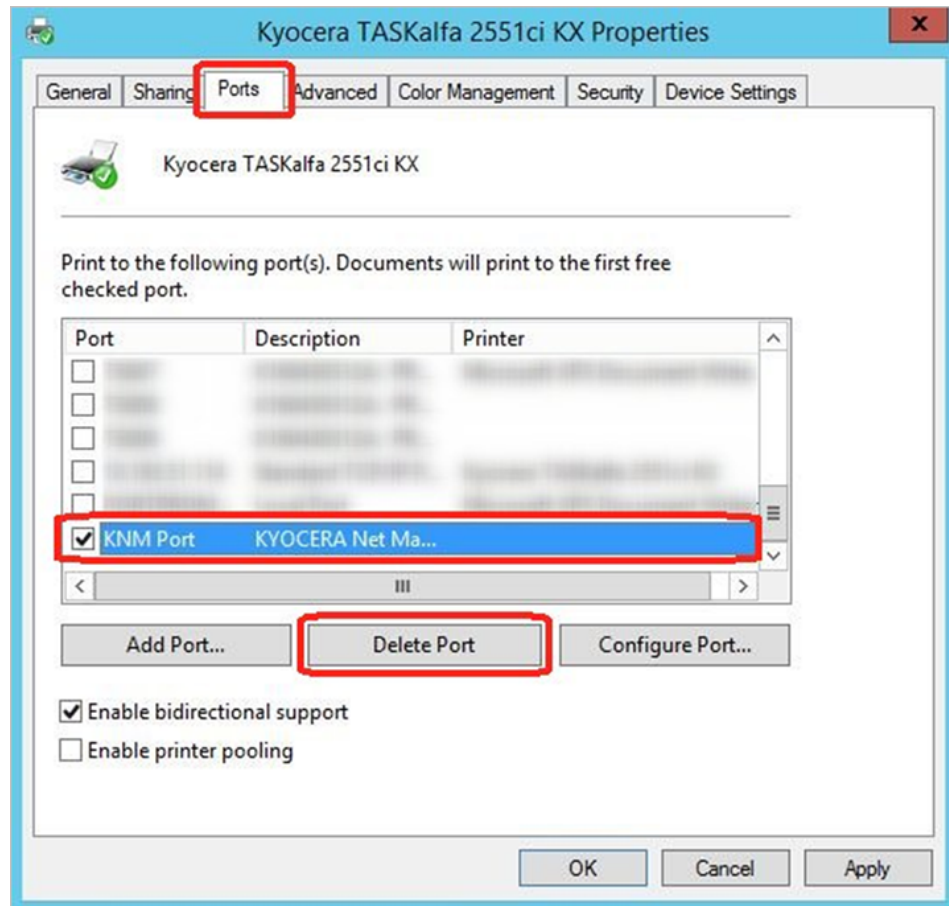 Kyocera TASKalfa 2551ci KX Properties
x
General Sharing Ports Advanced Color Management Security Device Settings
Kyocera TASKalfa 2551ci KX
Print to the following port(s). Documents will print to the first free
checked port.
Port Description Printer
KNM Port KYOCERA Net Ma...
Add Port... Delete Port Configure Port...
Enable bidirectional support
Enable printer pooling
OK Cancel Apply